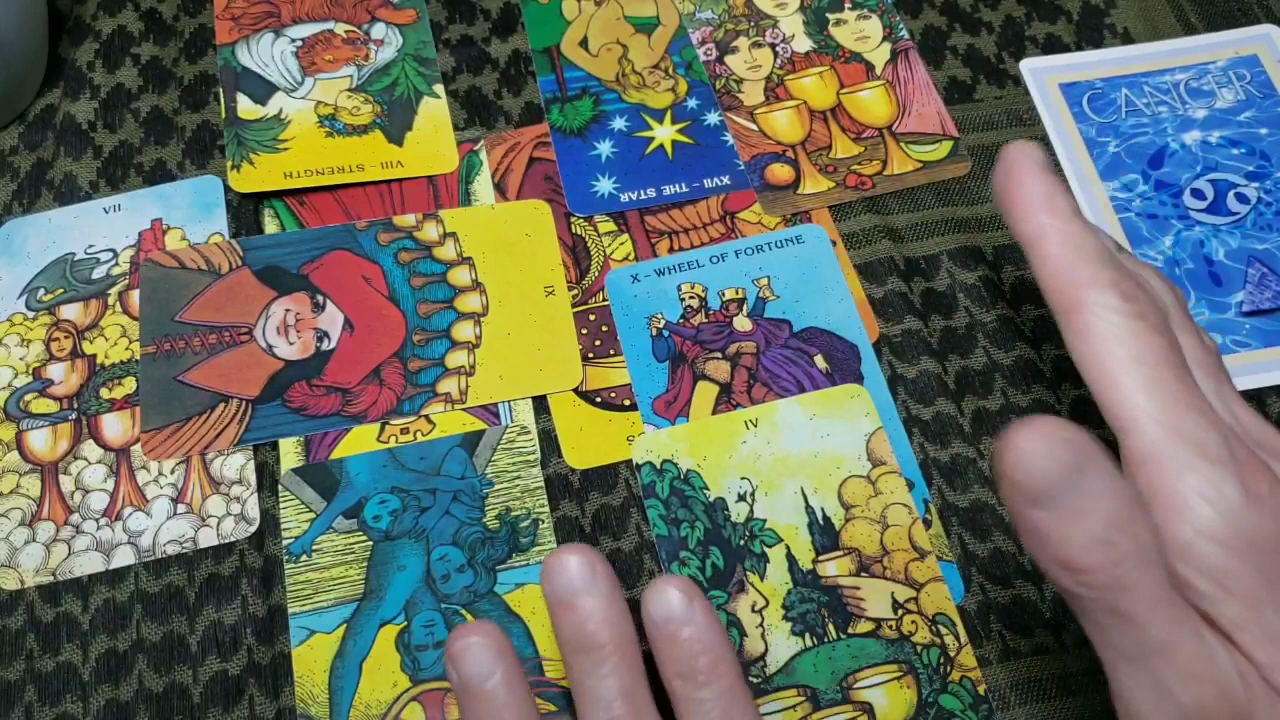 VIII - STRENGTH
XVII - THE STAR
CANCER
VII
IX
X - WHEEL OF FORTUNE
IV